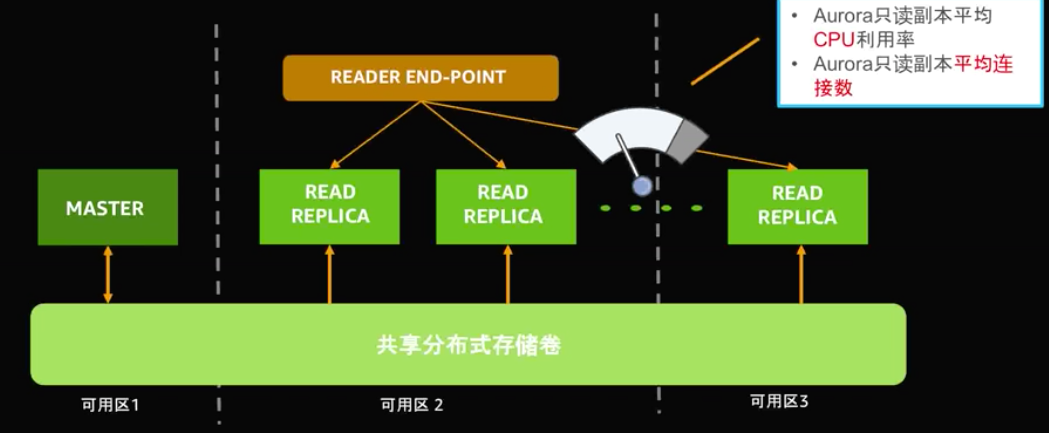 • Aurora只读副本平均
CPU利用率
• Aurora只读副本平均连
接数
READER END-POINT
MASTER
READ
REPLICA
READ
REPLICA
READ
REPLICA
共享分布式存储卷
可用区1
可用区 2
可用区3